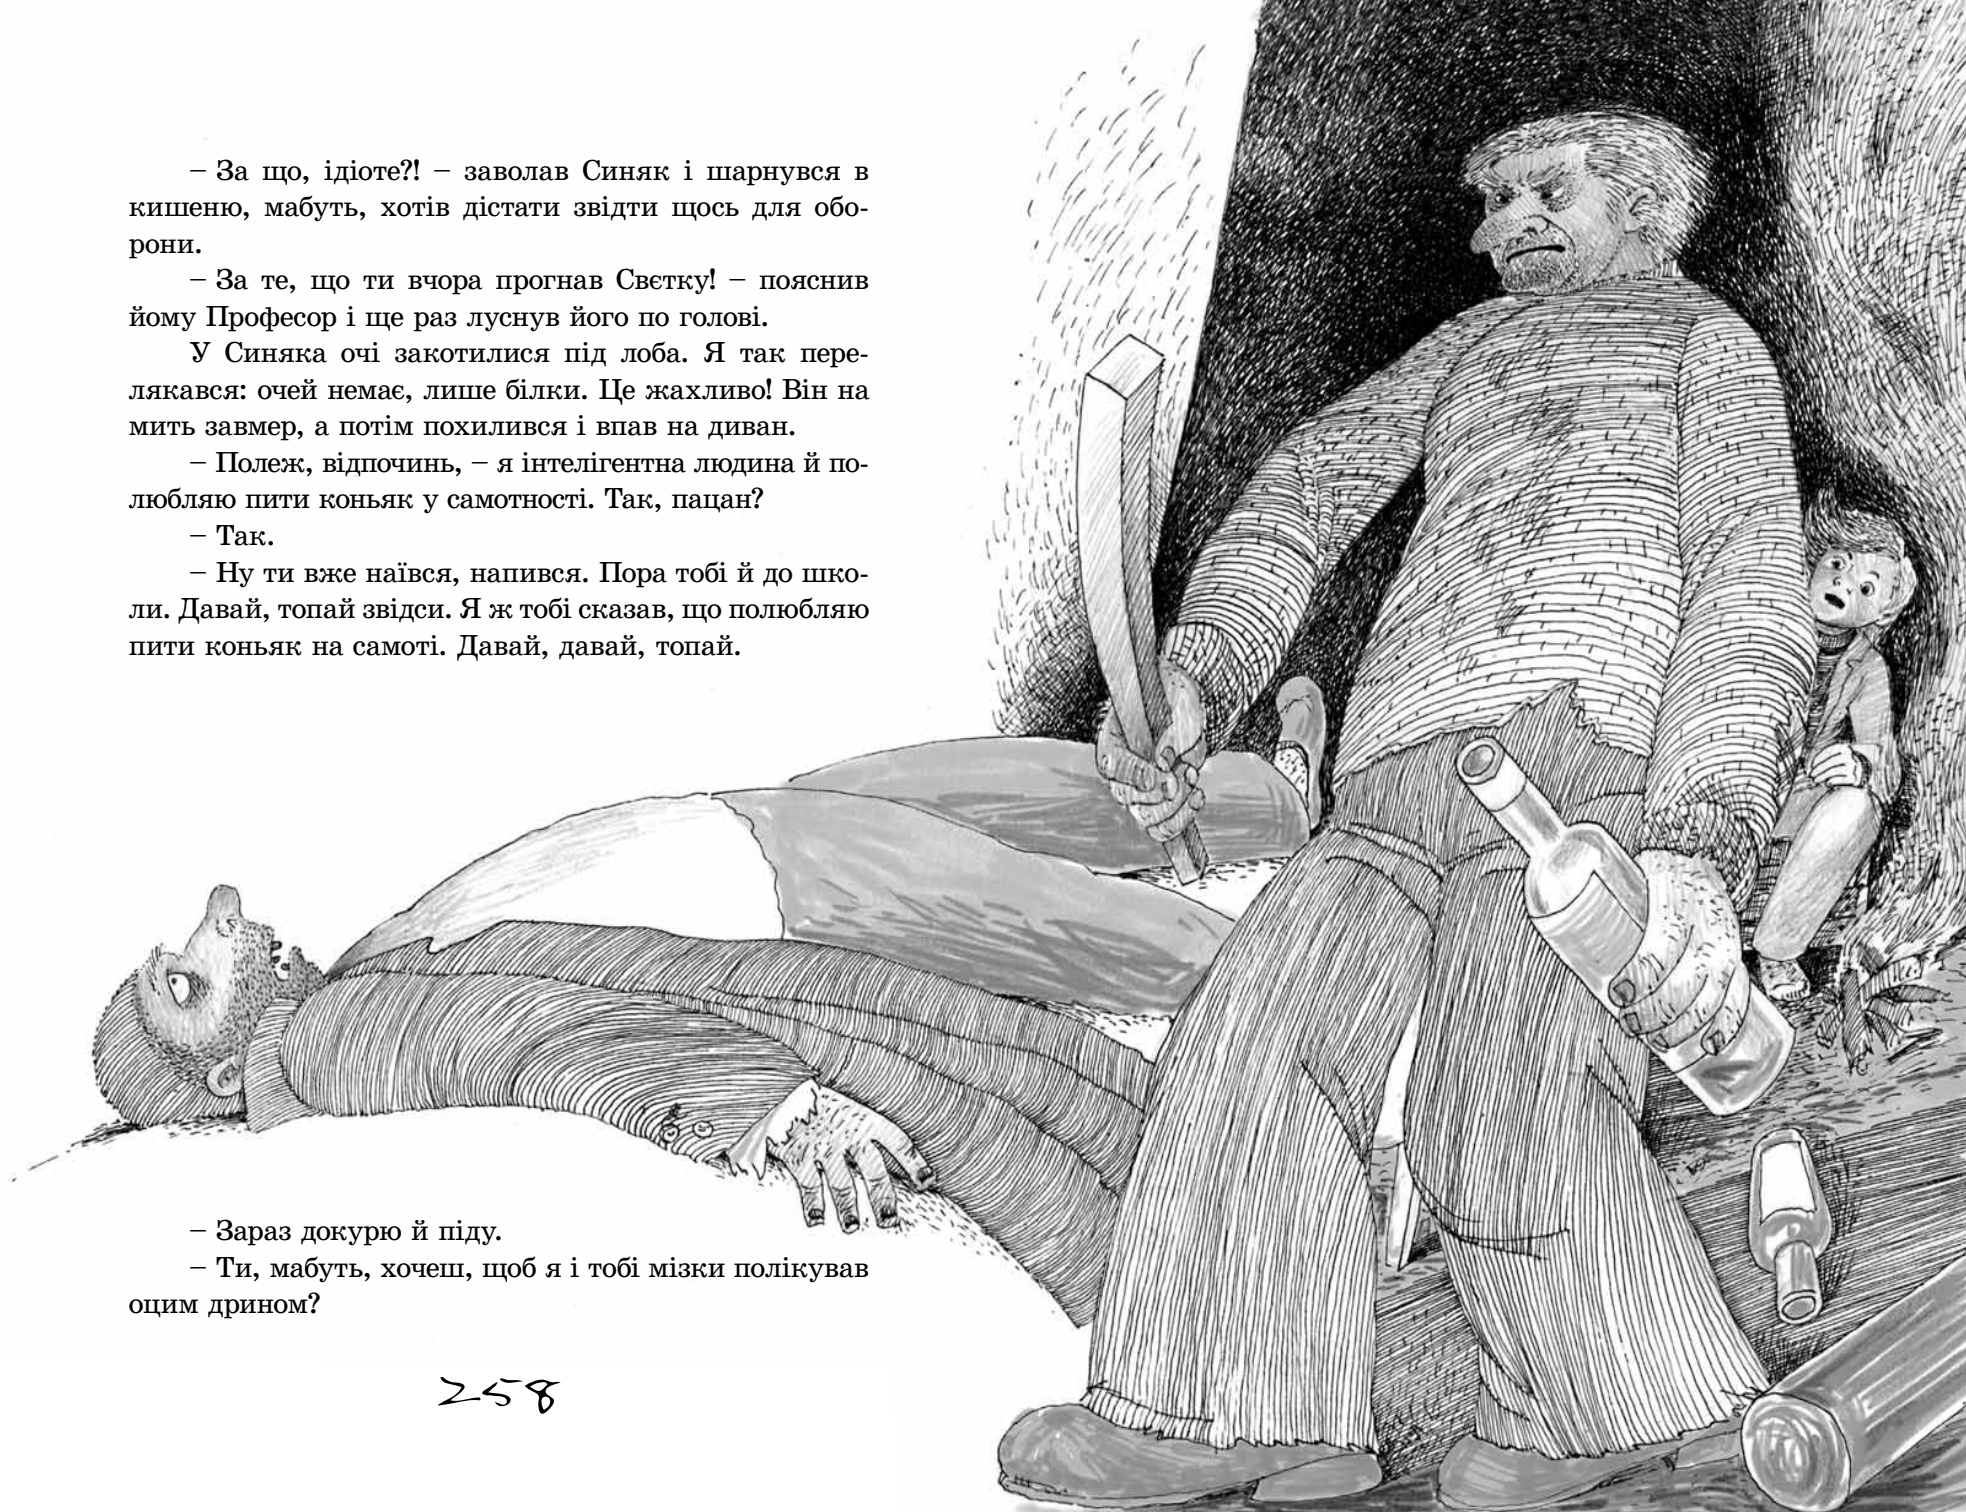 – За що, ідіоте?! – заволав Синяк і шарнувся в
кишеню, мабуть, хотів дістати звідти щось для обо-
рони.
– За те, що ти вчора прогнав Свєтку! – пояснив
йому Професор і ще раз луснув його по голові.
У Синяка очі закотилися під лоба. Я так пере-
лякався: очей немає, лише білки. Це жахливо! Він на
мить завмер, а потім похилився і впав на диван.
– Полеж, відпочинь, – я інтелігентна людина й по-
любляю пити коньяк у самотності. Так, пацан?
– Так.
– Ну ти вже наївся, напився. Пора тобі й до шко-
ли. Давай, топай звідси. Я ж тобі сказав, що полюбляю
пити коньяк на самоті. Давай, давай, топай.
– Зараз докурю й піду.
– Ти, мабуть, хочеш, щоб я і тобі мізки полікував
оцим дрином?
258